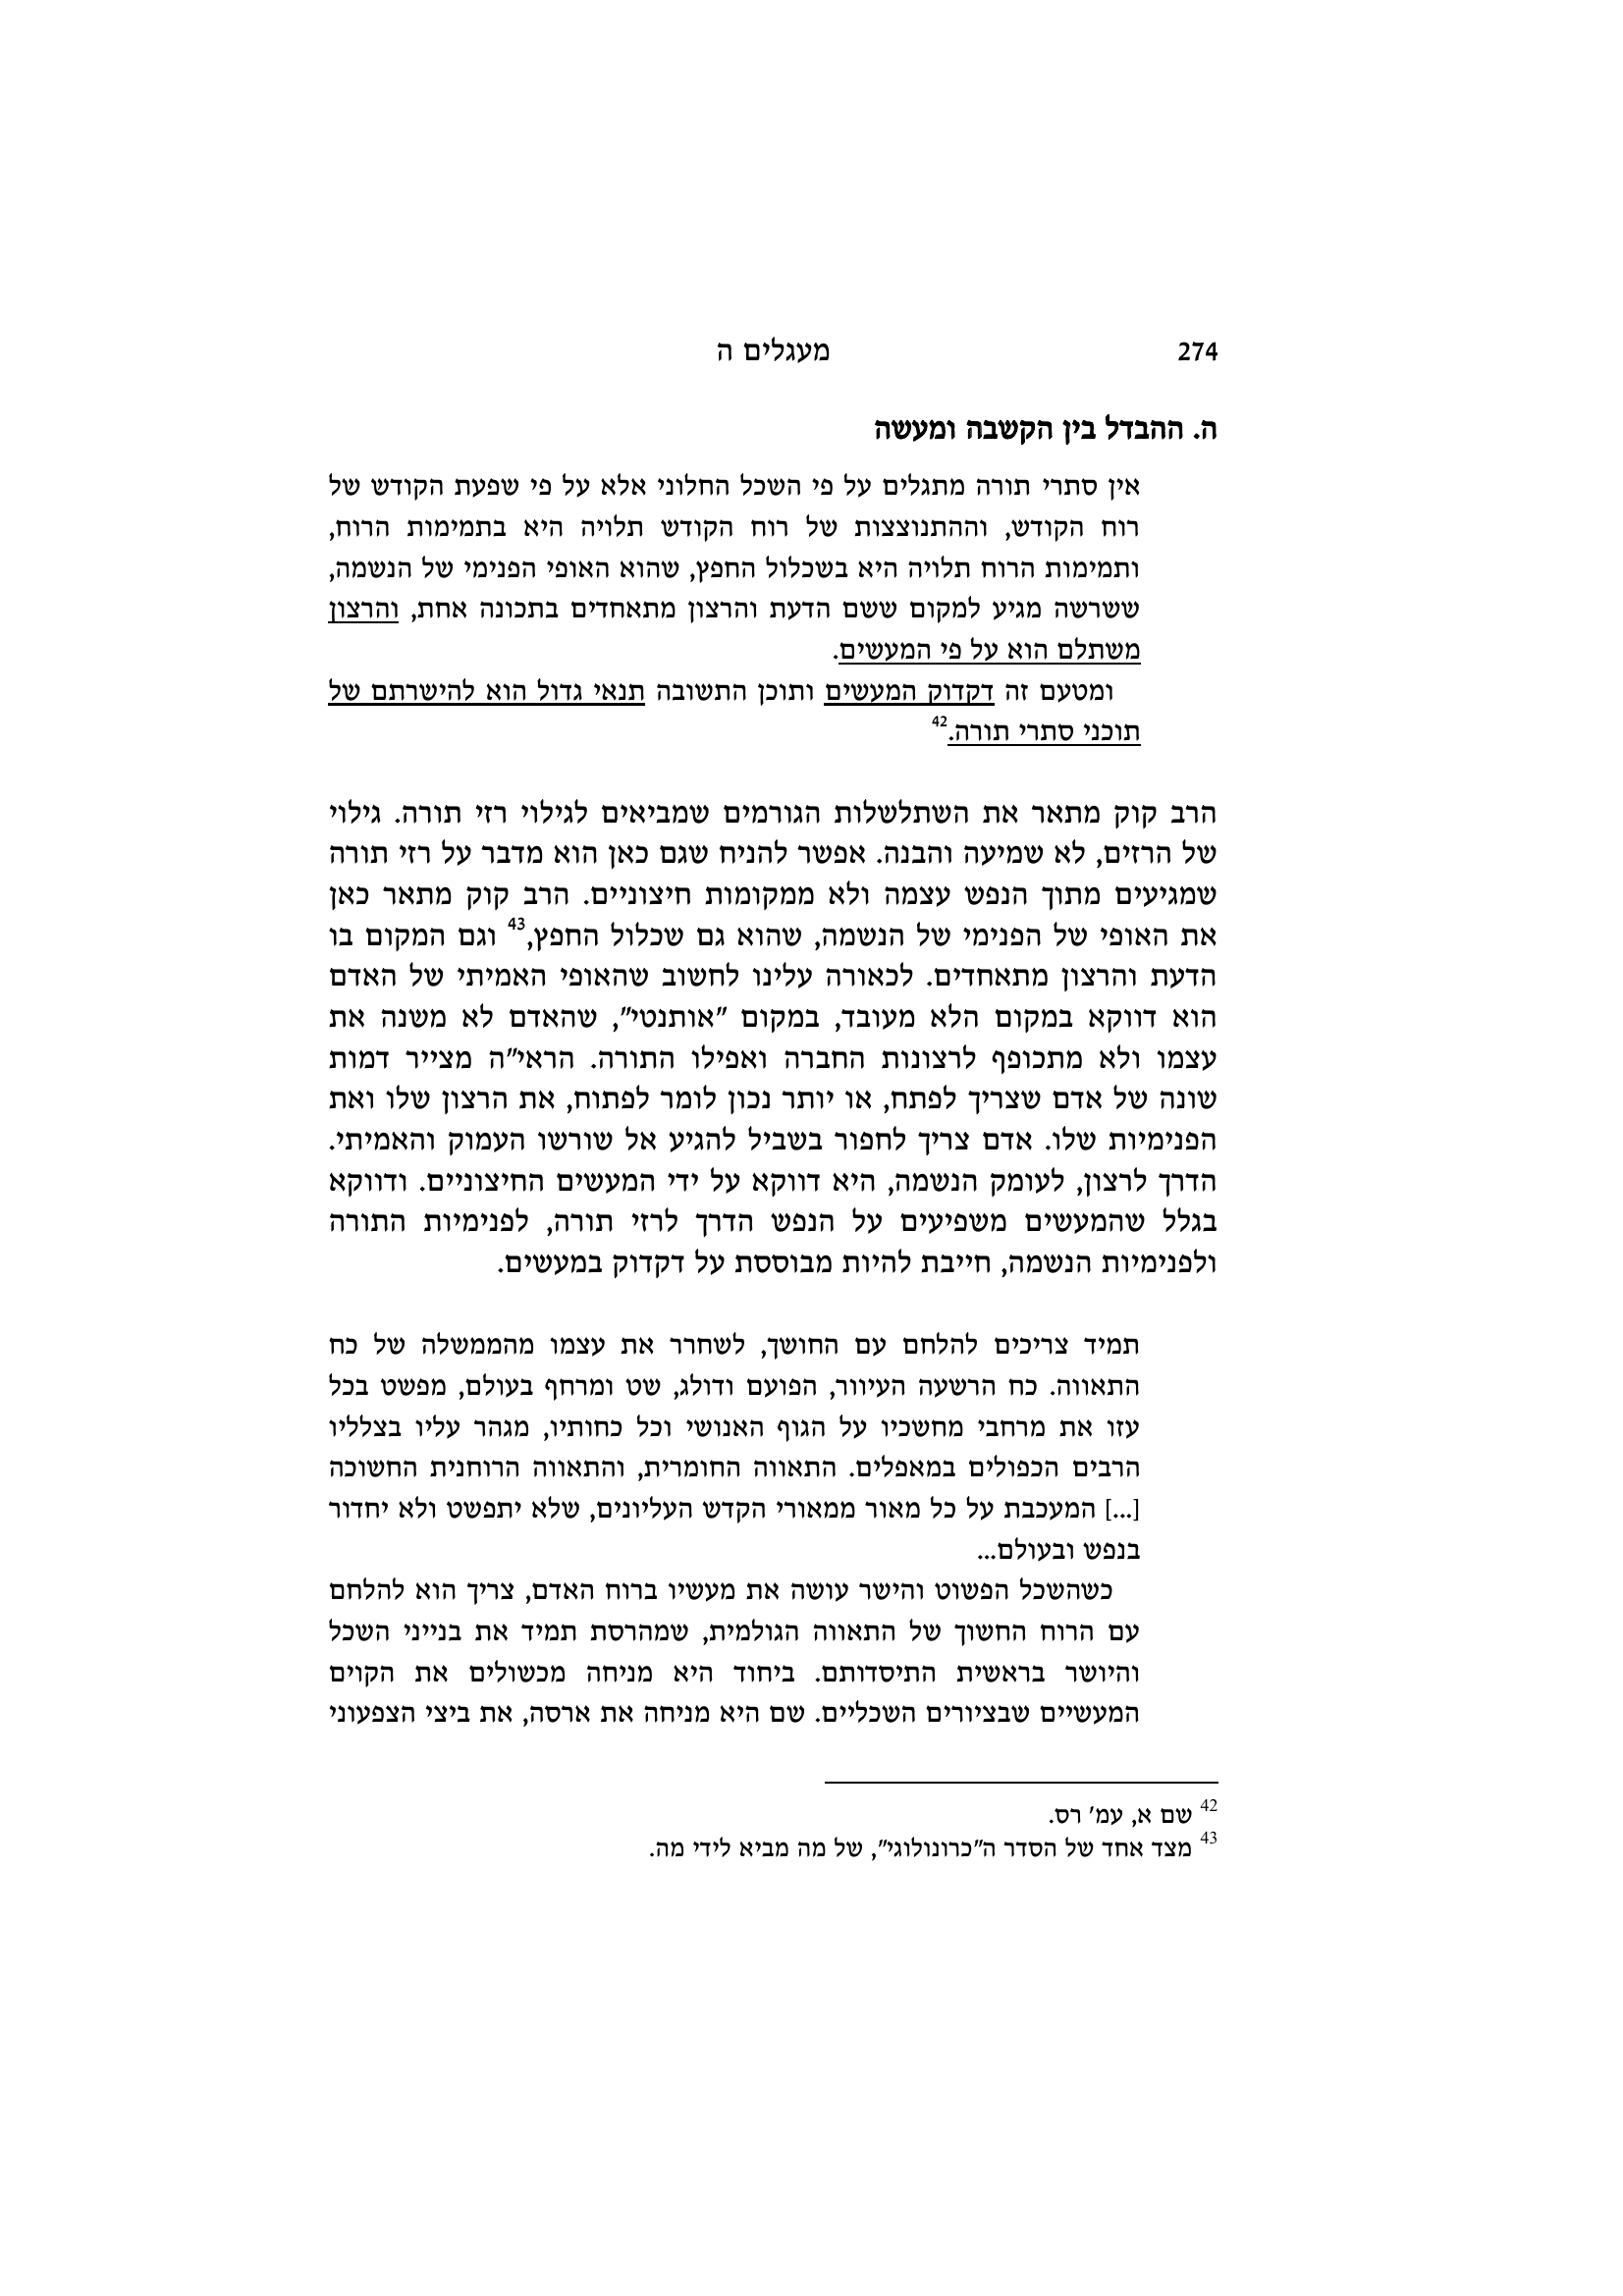 274 מעגלים ה
ה. ההבדל בין הקשבה ומעשה
אין סתרי תורה מתגלים על פי השכל החלוני אלא על פי שפעת הקודש של
רוח הקודש, וההתנוצצות של רוח הקודש תלויה היא בתמימות הרוח,
ותמימות הרוח תלויה היא בשכלול החפץ, שהוא האופי הפנימי של הנשמה,
ששרשה מגיע למקום ששם הדעת והרצון מתאחדים בתכונה אחת, והרצון
משתלם הוא על פי המעשים.
ומטעם זה דקדוק המעשים ותוכן התשובה תנאי גדול הוא להישרתם של
תוכני סתרי תורה.42
הרב קוק מתאר את השתלשלות הגורמים שמביאים לגילוי רזי תורה. גילוי
של הרזים, לא שמיעה והבנה. אפשר להניח שגם כאן הוא מדבר על רזי תורה
שמגיעים מתוך הנפש עצמה ולא ממקומות חיצוניים. הרב קוק מתאר כאן
את האופי של הפנימי של הנשמה, שהוא גם שכלול החפץ,43 וגם המקום בו
הדעת והרצון מתאחדים. לכאורה עלינו לחשוב שהאופי האמיתי של האדם
הוא דווקא במקום הלא מעובד, במקום "אותנטי", שהאדם לא משנה את
עצמו ולא מתכופף לרצונות החברה ואפילו התורה. הראי"ה מצייר דמות
שונה של אדם שצריך לפתח, או יותר נכון לומר לפתוח, את הרצון שלו ואת
הפנימיות שלו. אדם צריך לחפור בשביל להגיע אל שורשו העמוק והאמיתי.
הדרך לרצון, לעומק הנשמה, היא דווקא על ידי המעשים החיצוניים. ודווקא
בגלל שהמעשים משפיעים על הנפש הדרך לרזי תורה, לפנימיות התורה
ולפנימיות הנשמה, חייבת להיות מבוססת על דקדוק במעשים.
תמיד צריכים להלחם עם החושך, לשחרר את עצמו מהממשלה של כח
התאווה. כח הרשעה העיוור, הפועם ודולג, שט ומרחף בעולם, מפשט בכל
עזו את מרחבי מחשכיו על הגוף האנושי וכל כחותיו, מגהר עליו בצלליו
הרבים הכפולים במאפלים. התאווה החומרית, והתאווה הרוחנית החשוכה
[...] המעכבת על כל מאור ממאורי הקדש העליונים, שלא יתפשט ולא יחדור
בנפש ובעולם...
כשהשכל הפשוט והישר עושה את מעשיו ברוח האדם, צריך הוא להלחם
עם הרוח החשוך של התאווה הגולמית, שמהרסת תמיד את בנייני השכל
והיושר בראשית התיסדותם. ביחוד היא מניחה מכשולים את הקוים
המעשיים שבציורים השכליים. שם היא מניחה את ארסה, את ביצי הצפעוני
42 שם א, עמ' רס.
43 מצד אחד של הסדר ה"כרונולוגי", של מה מביא לידי מה.